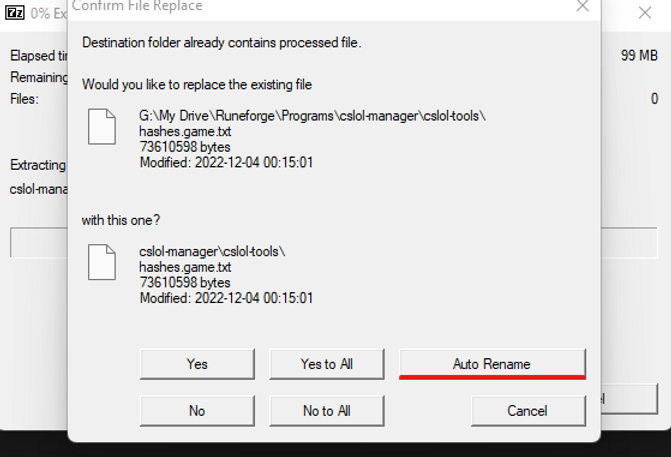 0% Ex
Confirm File Replace
Destination folder already contains processed file.
Elapsed ti
99 MB
Remaining
Would you like to replace the existing file
Files:
0
G:\My Drive\Runeforge\Programs\cslol-manager\cslol-tools\
hashes.game.txt
73610598 bytes
Modified: 2022-12-04 00:15:01
Extracting
cslol-mana
with this one?
cslol-manager\cslol-tools\
hashes.game.txt
73610598 bytes
Modified: 2022-12-04 00:15:01
Yes
Yes to All
Auto Rename
No
No to All
Cancel